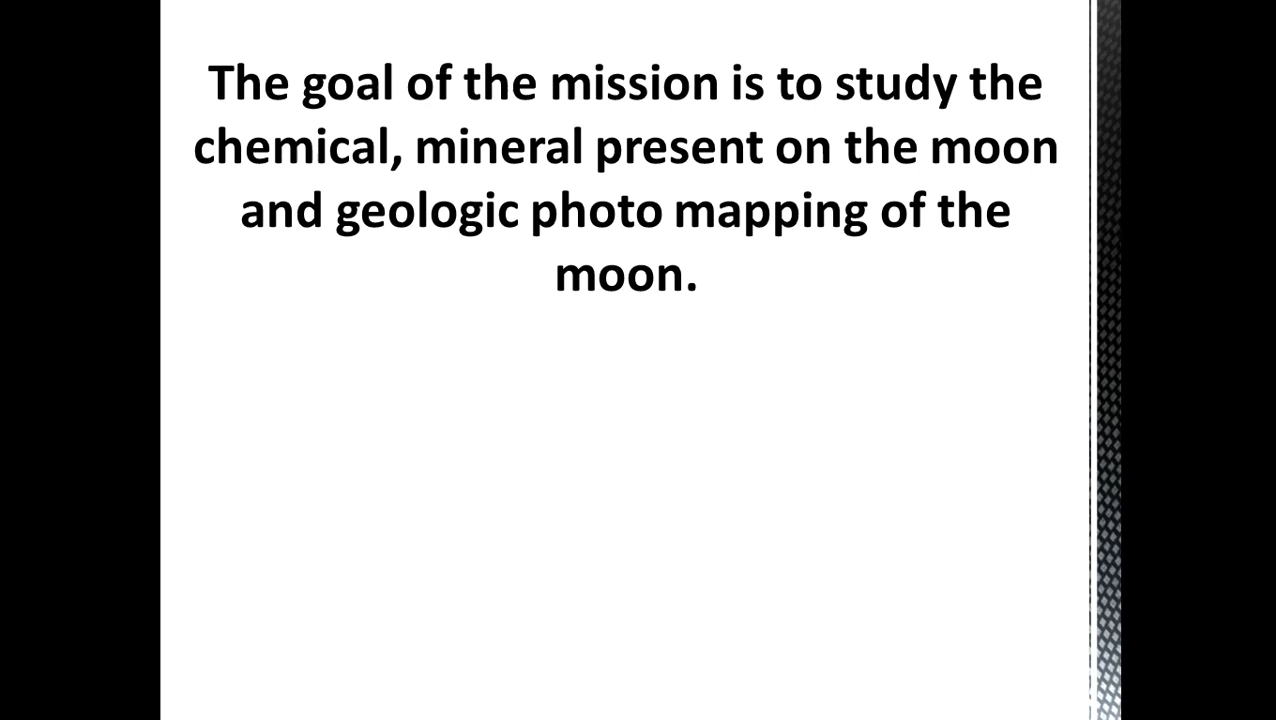 The goal of the mission is to study the
chemical, mineral present on the moon
and geologic photo mapping of the
moon.